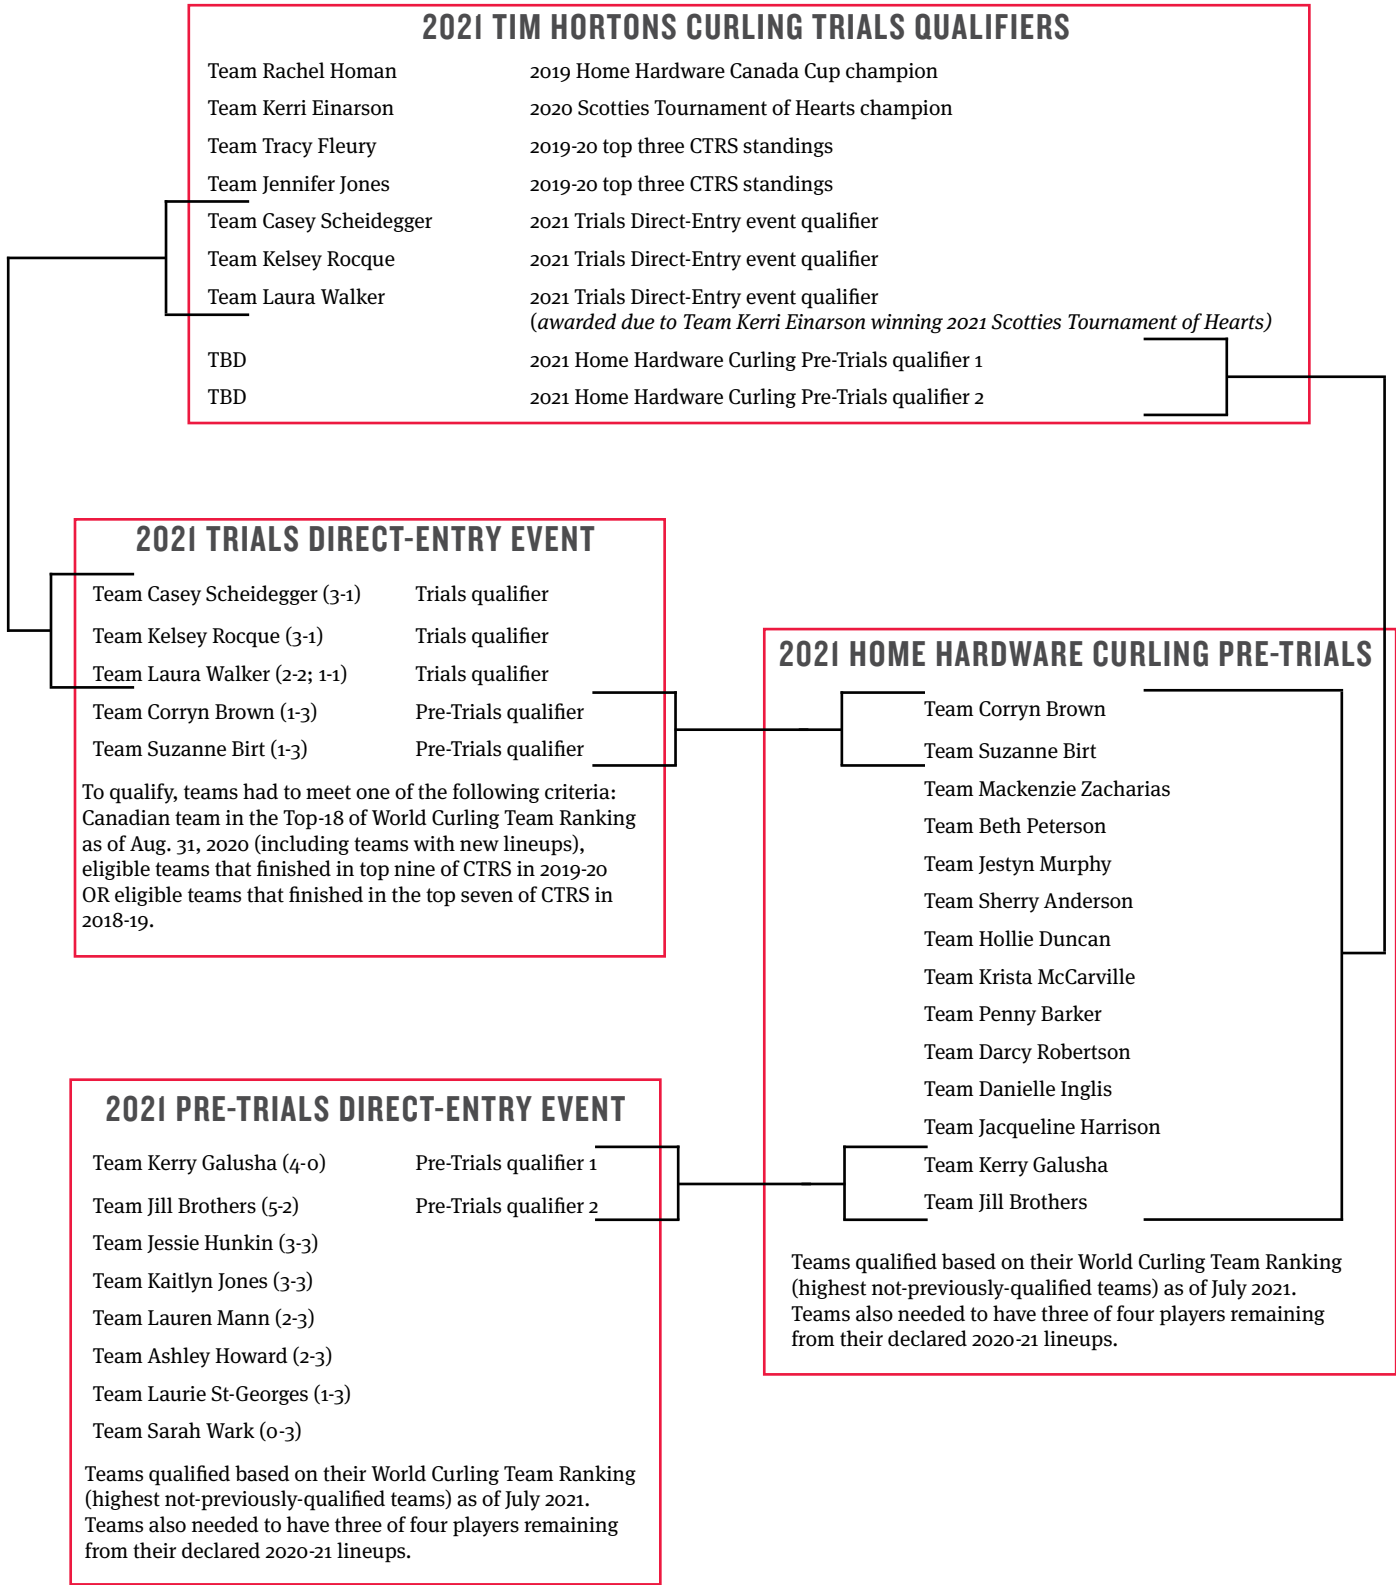 2021 TIM HORTONS CURLING TRIALS QUALIFIERS
Team Rachel Homan 2019 Home Hardware Canada Cup champion
Team Kerri Einarson 2020 Scotties Tournament of Hearts champion
Team Tracy Fleury 2019-20 top three CTRS standings
Team Jennifer Jones 2019-20 top three CTRS standings
Team Casey Scheidegger 2021 Trials Direct-Entry event qualifier
Team Kelsey Rocque 2021 Trials Direct-Entry event qualifier
Team Laura Walker 2021 Trials Direct-Entry event qualifier
(awarded due to Team Kerri Einarson winning 2021 Scotties Tournament of Hearts)
TBD 2021 Home Hardware Curling Pre-Trials qualifier 1
TBD 2021 Home Hardware Curling Pre-Trials qualifier 2
2021 TRIALS DIRECT-ENTRY EVENT
Team Casey Scheidegger (3-1) Trials qualifier
Team Kelsey Rocque (3-1) Trials qualifier
Team Laura Walker (2-2; 1-1) Trials qualifier
Team Corryn Brown (1-3) Pre-Trials qualifier
Team Suzanne Birt (1-3) Pre-Trials qualifier
To qualify, teams had to meet one of the following criteria:
Canadian team in the Top-18 of World Curling Team Ranking
as of Aug. 31, 2020 (including teams with new lineups),
eligible teams that finished in top nine of CTRS in 2019-20
OR eligible teams that finished in the top seven of CTRS in
2018-19.
2021 HOME HARDWARE CURLING PRE-TRIALS
Team Corryn Brown
Team Suzanne Birt
Team Mackenzie Zacharias
Team Beth Peterson
Team Jestyn Murphy
Team Sherry Anderson
Team Hollie Duncan
Team Krista McCarville
Team Penny Barker
Team Darcy Robertson
Team Danielle Inglis
Team Jacqueline Harrison
Team Kerry Galusha
Team Jill Brothers
Teams qualified based on their World Curling Team Ranking
(highest not-previously-qualified teams) as of July 2021.
Teams also needed to have three of four players remaining
from their declared 2020-21 lineups.
2021 PRE-TRIALS DIRECT-ENTRY EVENT
Team Kerry Galusha (4-0) Pre-Trials qualifier 1
Team Jill Brothers (5-2) Pre-Trials qualifier 2
Team Jessie Hunkin (3-3)
Team Kaitlyn Jones (3-3)
Team Lauren Mann (2-3)
Team Ashley Howard (2-3)
Team Laurie St-Georges (1-3)
Team Sarah Wark (0-3)
Teams qualified based on their World Curling Team Ranking
(highest not-previously-qualified teams) as of July 2021.
Teams also needed to have three of four players remaining
from their declared 2020-21 lineups.